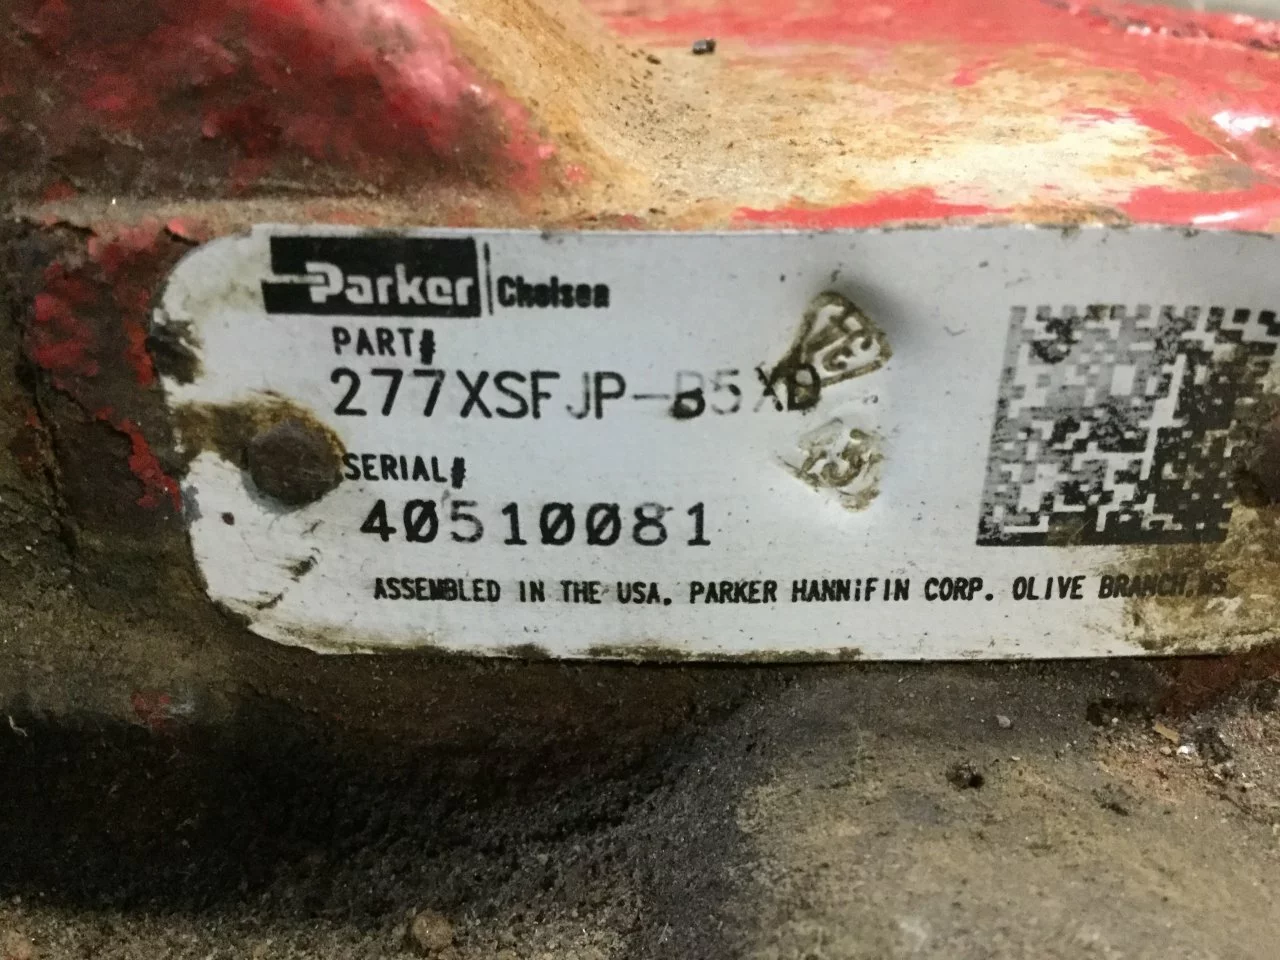 Parker Chelsea
PART#
277XSFJP-B5XD
SERIAL#
40510081
ASSEMBLED IN THE USA. PARKER HANNiFIN CORP. OLIVE BRANCH,MS